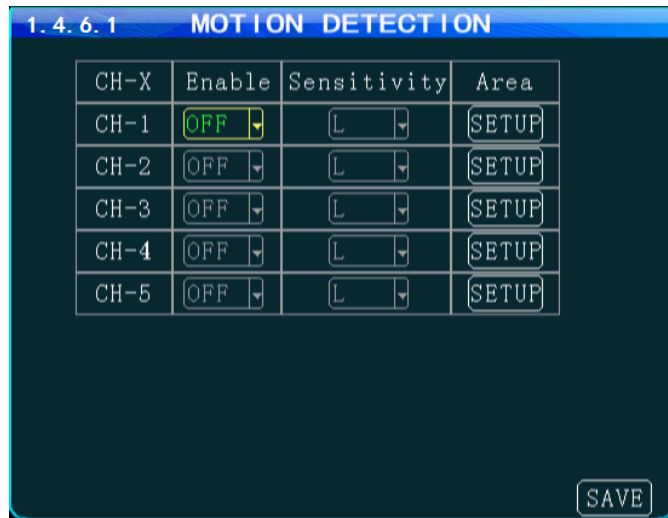 1.4.6.1 MOTION DETECTION
CH-X Enable Sensitivity Area
CH-1 OFF L SETUP
CH-2 OFF L SETUP
CH-3 OFF L SETUP
CH-4 OFF L SETUP
CH-5 OFF L SETUP
SAVE